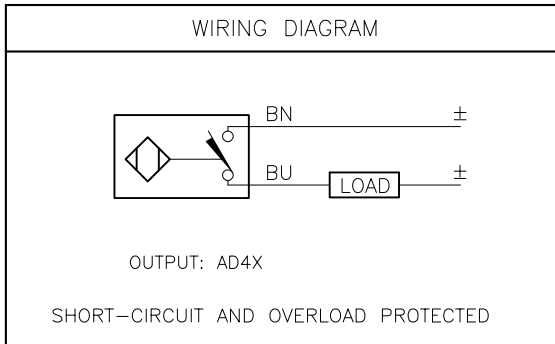 WIRING DIAGRAM
BN ±
BU LOAD ±
OUTPUT: AD4X
SHORT-CIRCUIT AND OVERLOAD PROTECTED